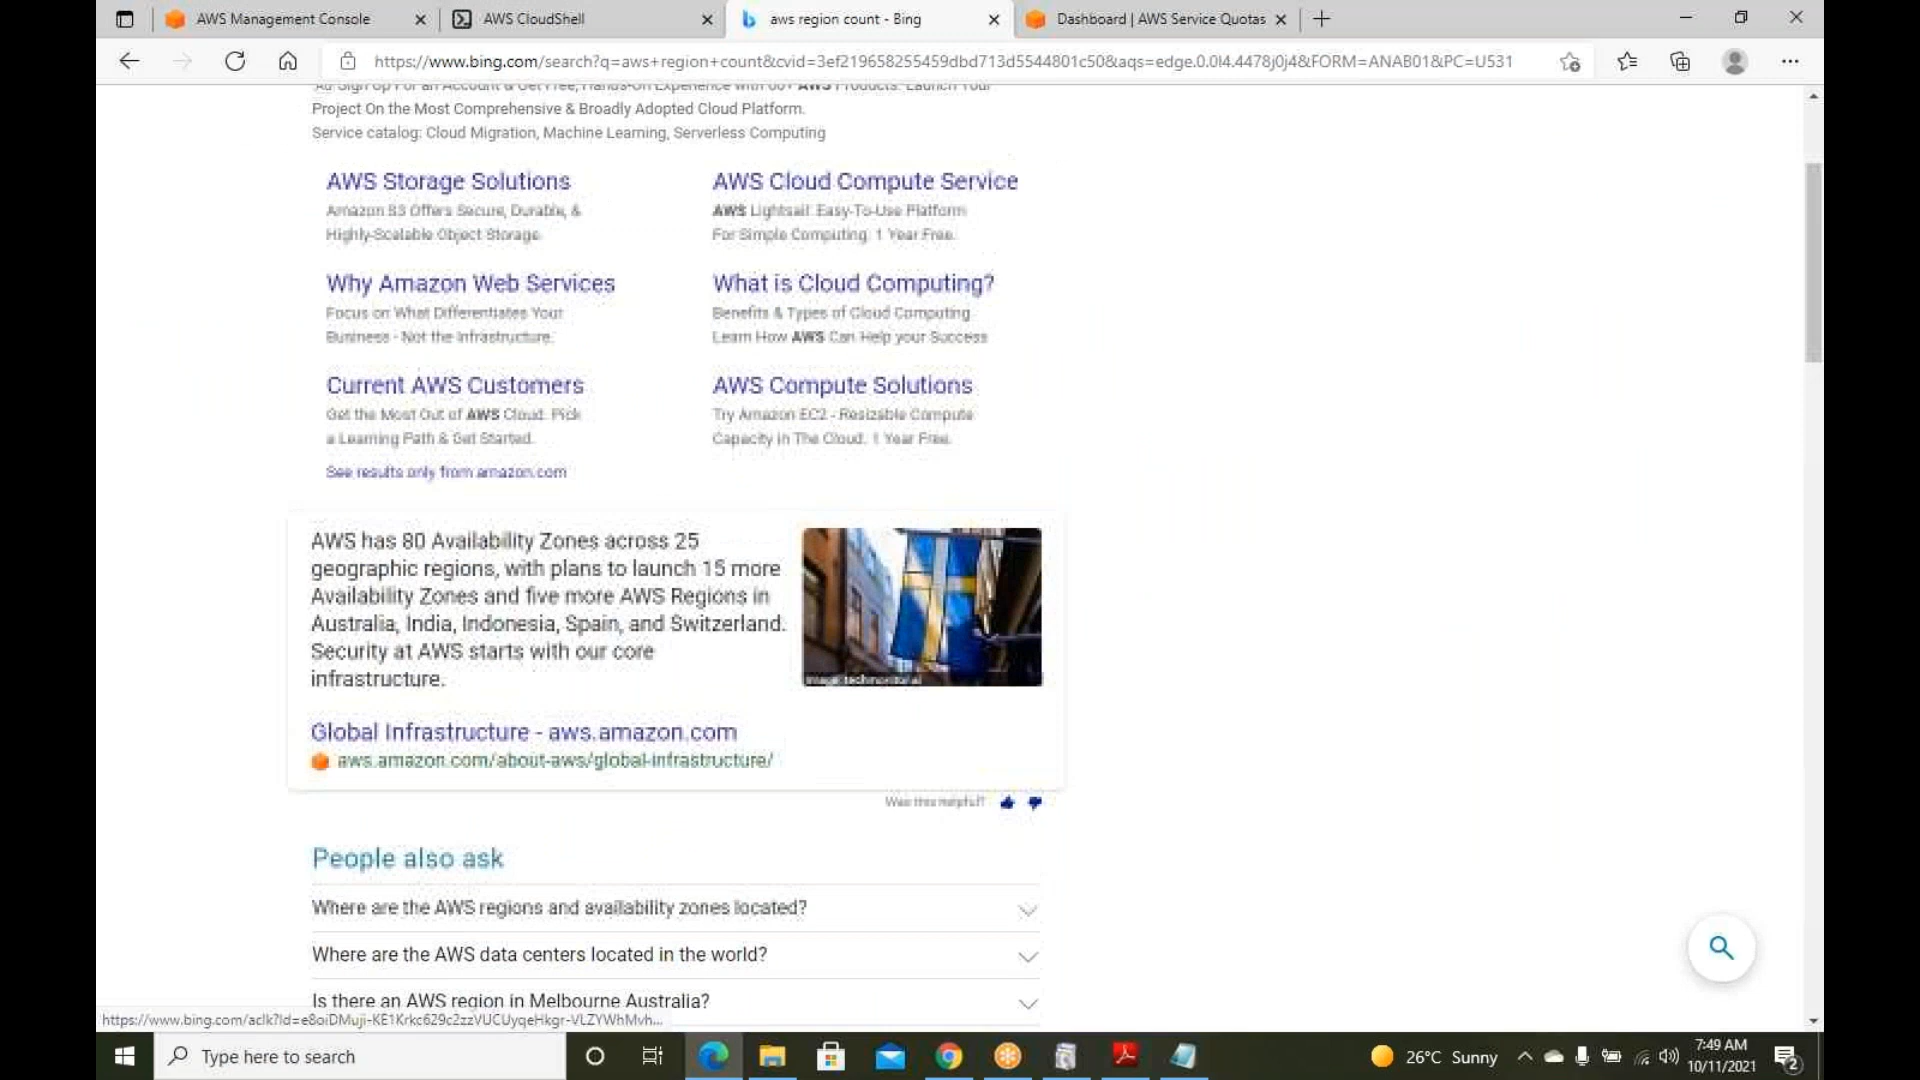 AWS Management Console
AWS CloudShell
aws region count - Bing
Dashboard | AWS Service Quotas
https://www.bing.com/search?q=aws+region+count&cvid=3ef219658255459dbd713d5544801c50&aqs=edge.0.0l4.4478j0j4&FORM=ANAB01&PC=U531
Ad Sign Up For an Account & Get Free, Hands-On Experience with 60+ AWS Products. Launch Your
Project On the Most Comprehensive & Broadly Adopted Cloud Platform.
Service catalog: Cloud Migration, Machine Learning, Serverless Computing
AWS Storage Solutions
Amazon S3 Offers Secure, Durable, &
Highly-Scalable Object Storage.
AWS Cloud Compute Service
AWS Lightsail: Easy-To-Use Platform
For Simple Computing. 1 Year Free.
Why Amazon Web Services
Focus on What Differentiates Your
Business - Not the Infrastructure.
What is Cloud Computing?
Benefits & Types of Cloud Computing
Learn How AWS Can Help your Success
Current AWS Customers
Get the Most Out of AWS Cloud. Pick
a Learning Path & Get Started.
AWS Compute Solutions
Try Amazon EC2 - Resizable Compute
Capacity in The Cloud. 1 Year Free.
See results only from amazon.com
AWS has 80 Availability Zones across 25
geographic regions, with plans to launch 15 more
Availability Zones and five more AWS Regions in
Australia, India, Indonesia, Spain, and Switzerland.
Security at AWS starts with our core
infrastructure.
Image: techmonitor.ai
Global Infrastructure - aws.amazon.com
aws.amazon.com/about-aws/global-infrastructure/
Was this helpful?
People also ask
Where are the AWS regions and availability zones located?
Where are the AWS data centers located in the world?
Is there an AWS region in Melbourne Australia?
Type here to search
26°C Sunny
7:49 AM
10/11/2021
2